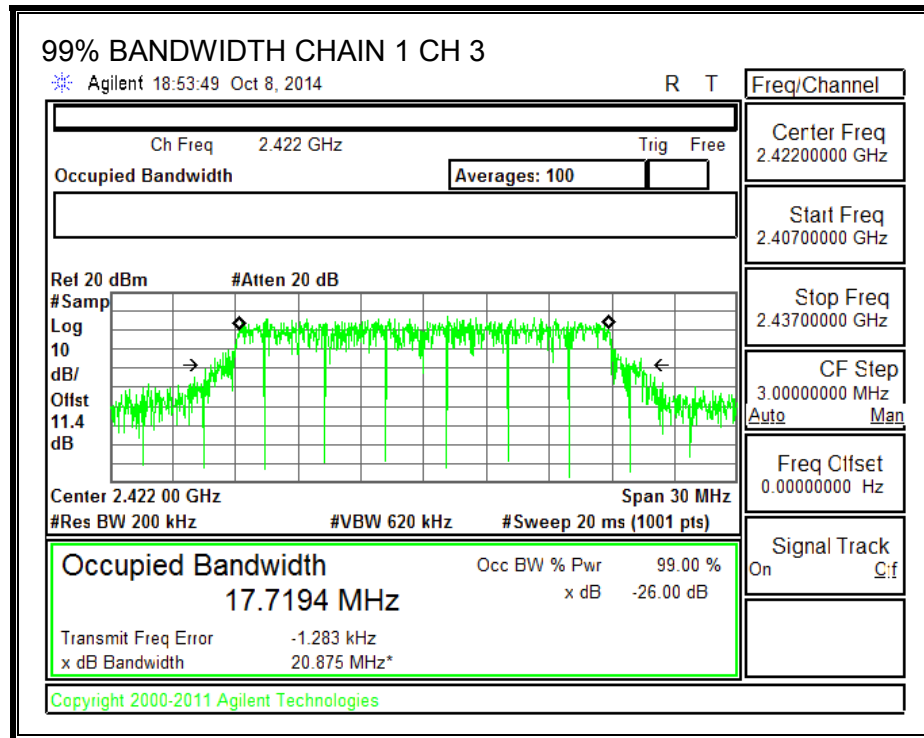 99% BANDWIDTH CHAIN 1 CH 3
Agilent 18:53:49 Oct 8, 2014
R T
Freq/Channel
Ch Freq 2.422 GHz
Trig Free
Occupied Bandwidth
Averages: 100
Ref 20 dBm
#Atten 20 dB
#Samp
Log
10
dB/
Offst
11.4
dB
Center 2.422 00 GHz
Span 30 MHz
#Res BW 200 kHz
#VBW 620 kHz
#Sweep 20 ms (1001 pts)
Occupied Bandwidth
17.7194 MHz
Occ BW % Pwr 99.00 %
x dB -26.00 dB
Transmit Freq Error -1.283 kHz
x dB Bandwidth 20.875 MHz*
Copyright 2000-2011 Agilent Technologies
Center Freq
2.42200000 GHz
Start Freq
2.40700000 GHz
Stop Freq
2.43700000 GHz
CF Step
3.00000000 MHz
Auto Man
Freq Offset
0.00000000 Hz
Signal Track
On Off